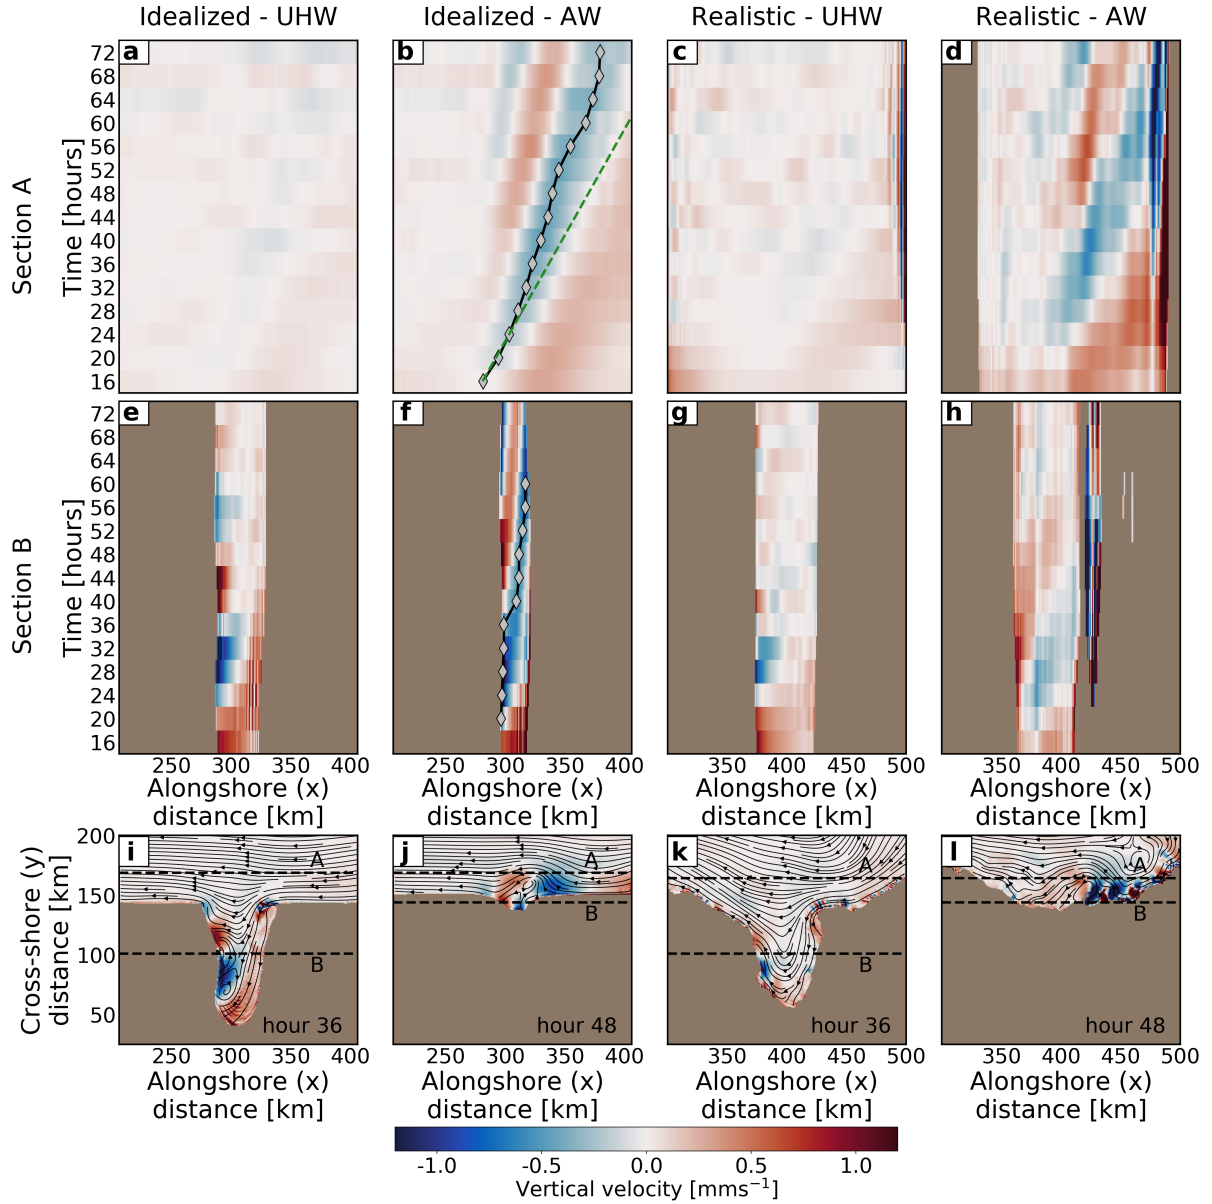 Idealized - UHW
Idealized - AW
Realistic - UHW
Realistic - AW
Section A
Time [hours]
72
68
64
60
56
52
48
44
40
36
32
28
24
20
16
a
b
c
d
Section B
Time [hours]
72
68
64
60
56
52
48
44
40
36
32
28
24
20
16
e
f
g
h
250 300 350 400
Alongshore (x)
distance [km]
250 300 350 400
Alongshore (x)
distance [km]
350 400 450 500
Alongshore (x)
distance [km]
350 400 450 500
Alongshore (x)
distance [km]
Cross-shore (y)
distance [km]
200
150
100
50
i
A
B
hour 36
j
A
B
hour 48
k
A
B
hour 36
l
A
B
hour 48
250 300 350 400
Alongshore (x)
distance [km]
250 300 350 400
Alongshore (x)
distance [km]
350 400 450 500
Alongshore (x)
distance [km]
350 400 450 500
Alongshore (x)
distance [km]
-1.0 -0.5 0.0 0.5 1.0
Vertical velocity [mms⁻¹]